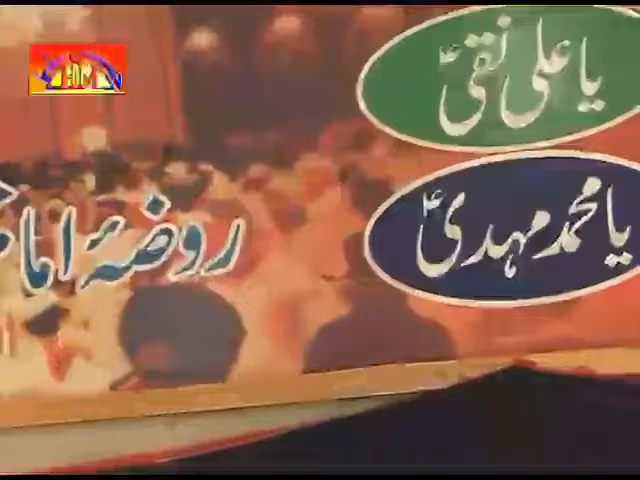 یا علی نقیؑ
یا محمد مہدیؑ
روضۂ اما